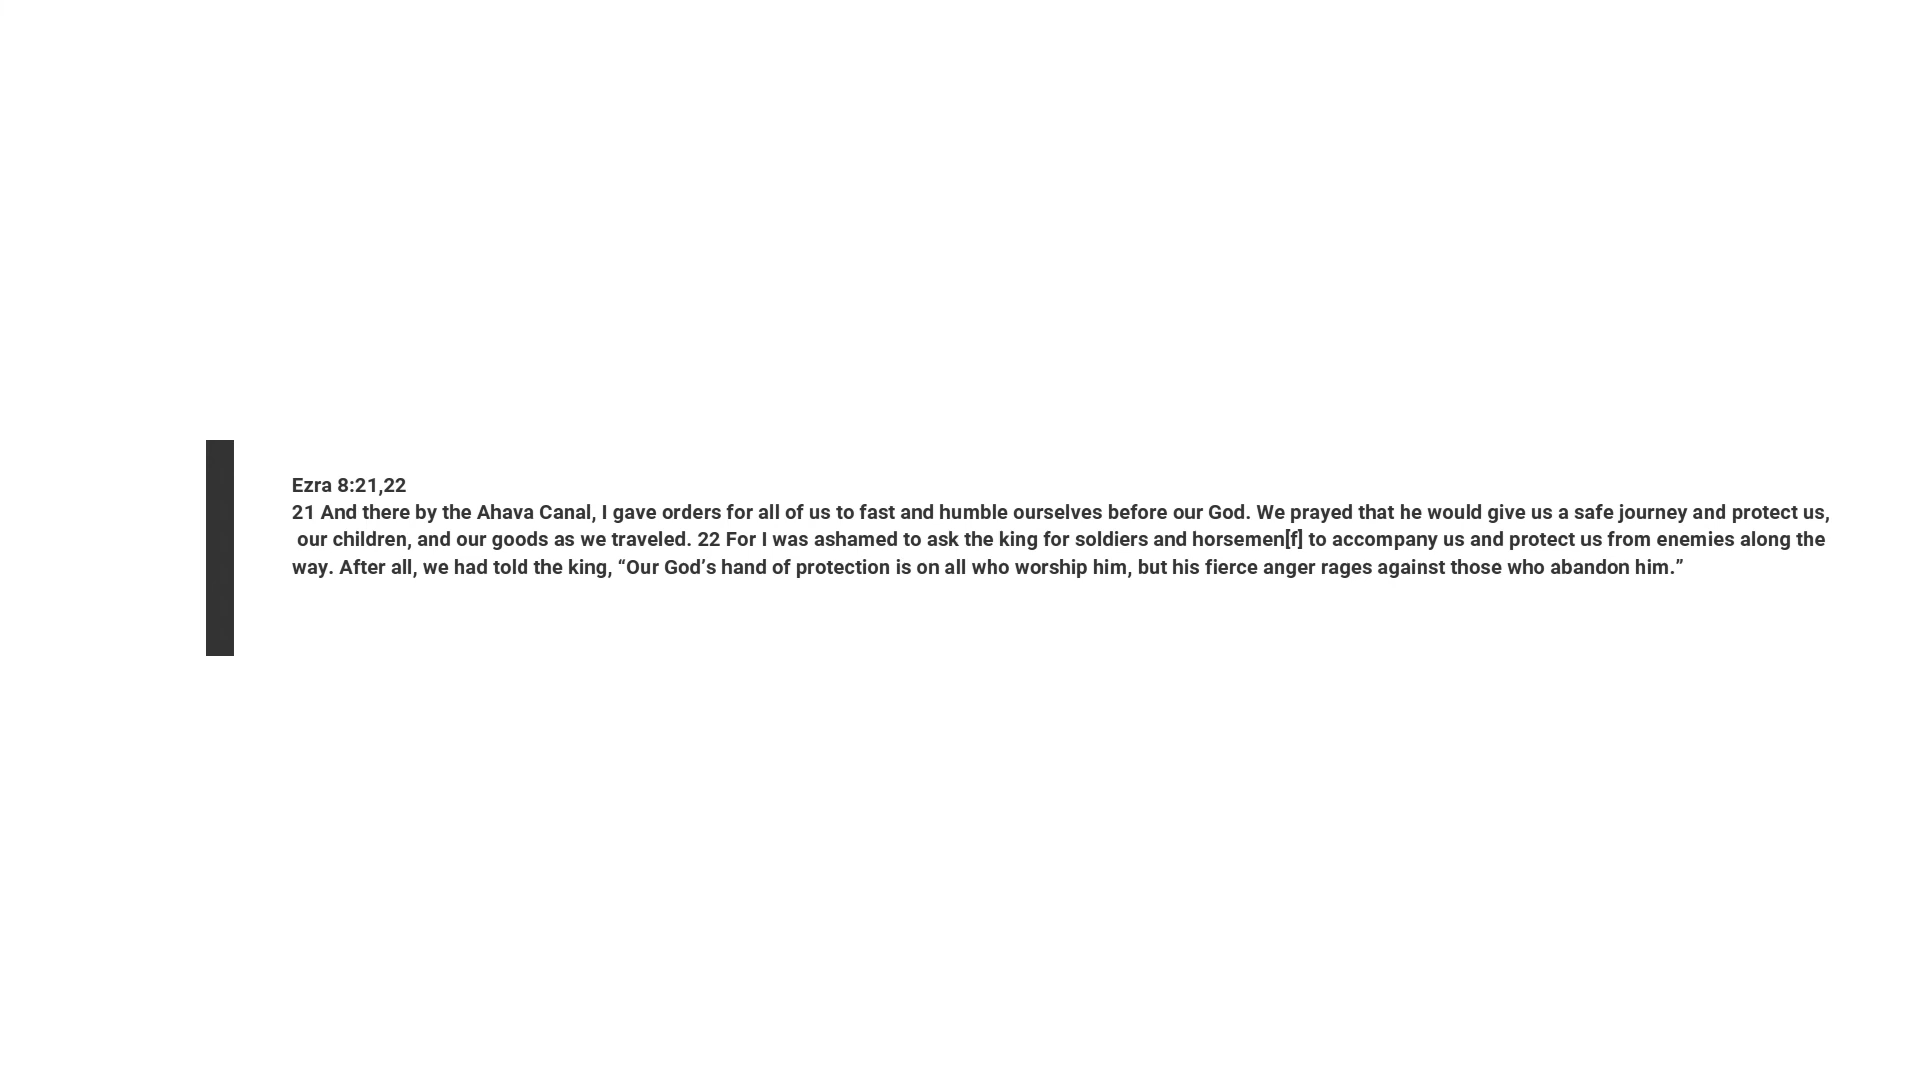 Ezra 8:21,22
21 And there by the Ahava Canal, I gave orders for all of us to fast and humble ourselves before our God. We prayed that he would give us a safe journey and protect us,
our children, and our goods as we traveled. 22 For I was ashamed to ask the king for soldiers and horsemen[f] to accompany us and protect us from enemies along the
way. After all, we had told the king, “Our God’s hand of protection is on all who worship him, but his fierce anger rages against those who abandon him.”